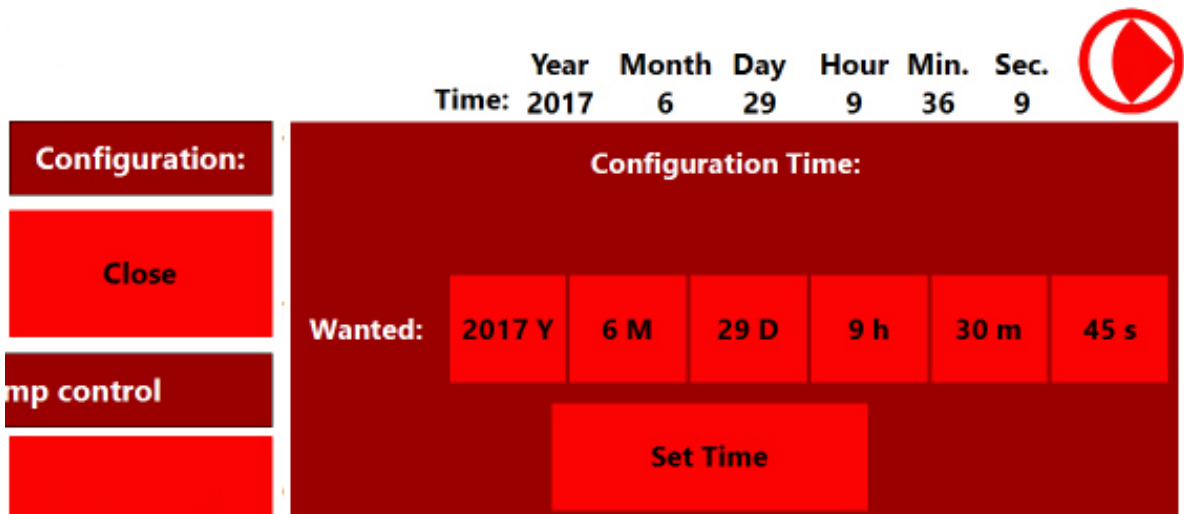 Year Month Day Hour Min. Sec.
Time: 2017 6 29 9 36 9
Configuration:
Close
mp control
Configuration Time:
Wanted: 2017 Y 6 M 29 D 9 h 30 m 45 s
Set Time